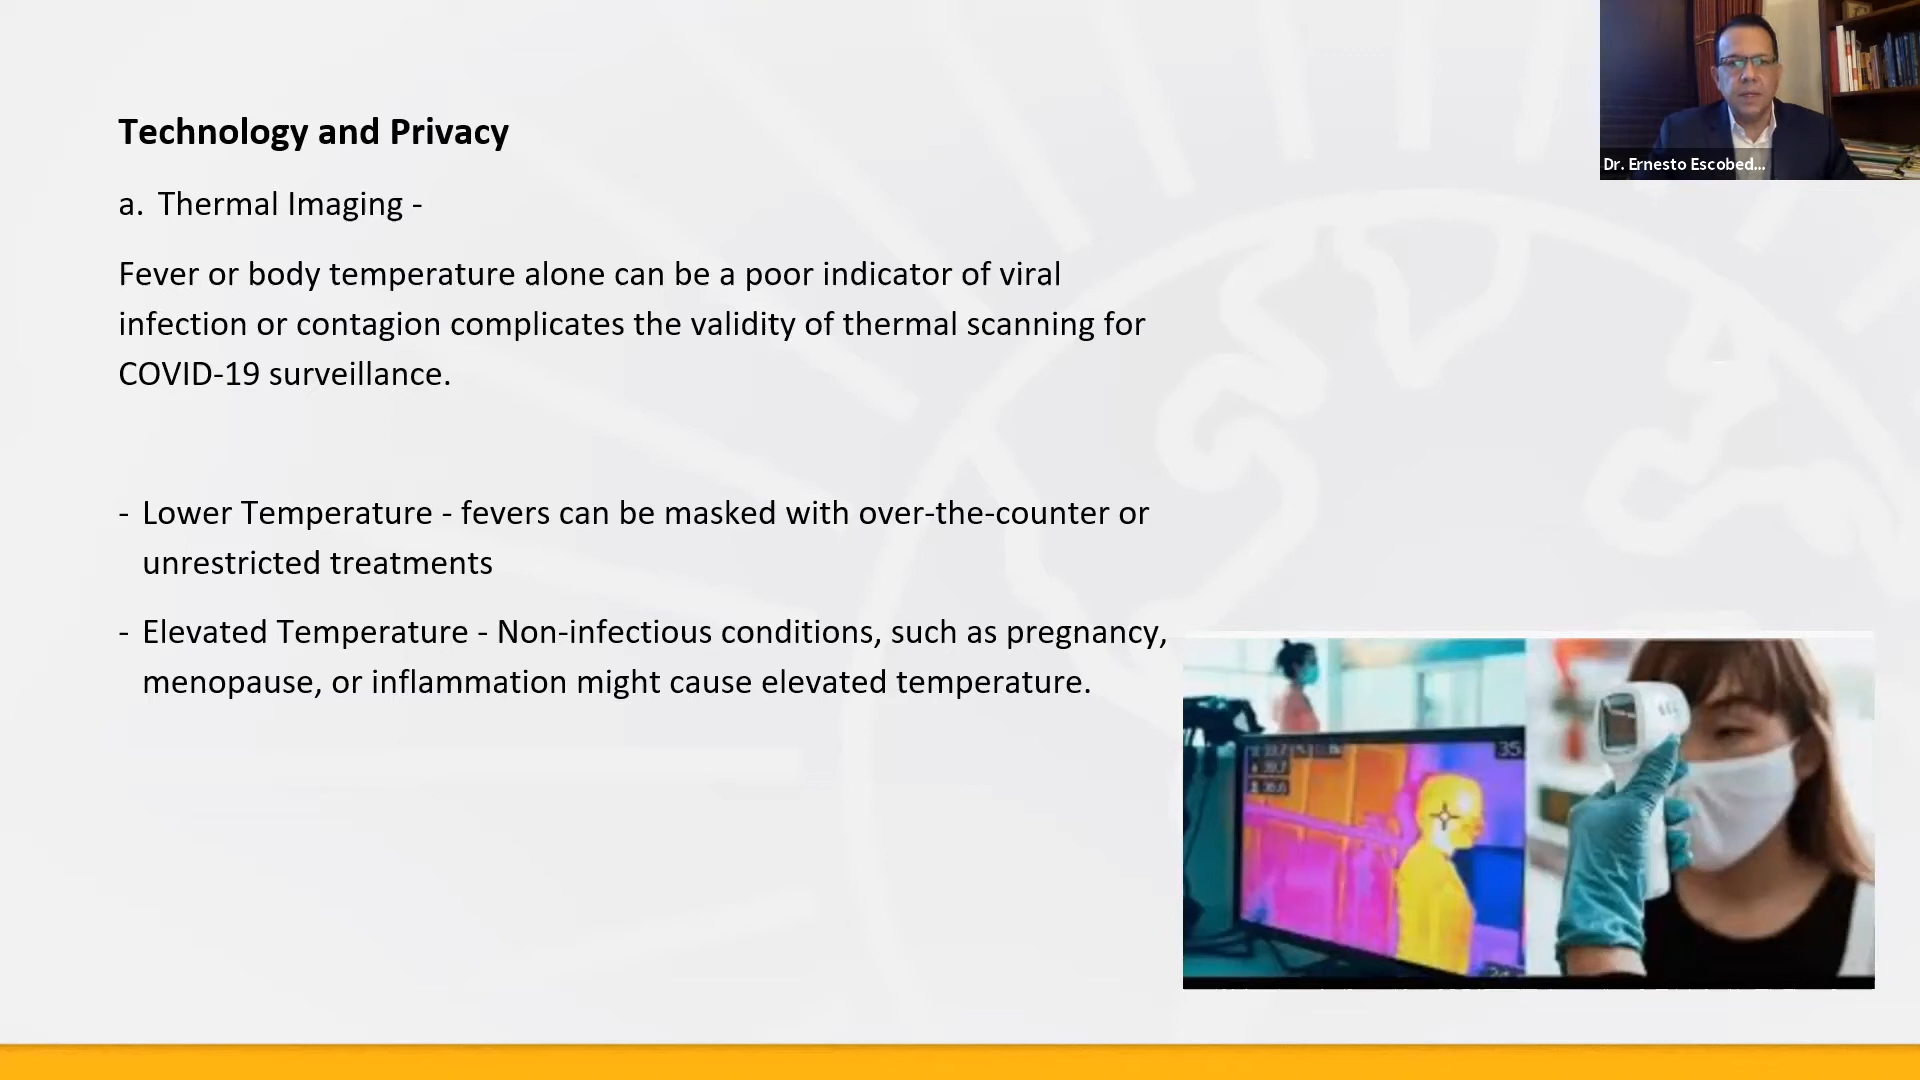 Technology and Privacy
a. Thermal Imaging -
Fever or body temperature alone can be a poor indicator of viral
infection or contagion complicates the validity of thermal scanning for
COVID-19 surveillance.
- Lower Temperature - fevers can be masked with over-the-counter or
unrestricted treatments
- Elevated Temperature - Non-infectious conditions, such as pregnancy,
menopause, or inflammation might cause elevated temperature.
Dr. Ernesto Escobed...
35